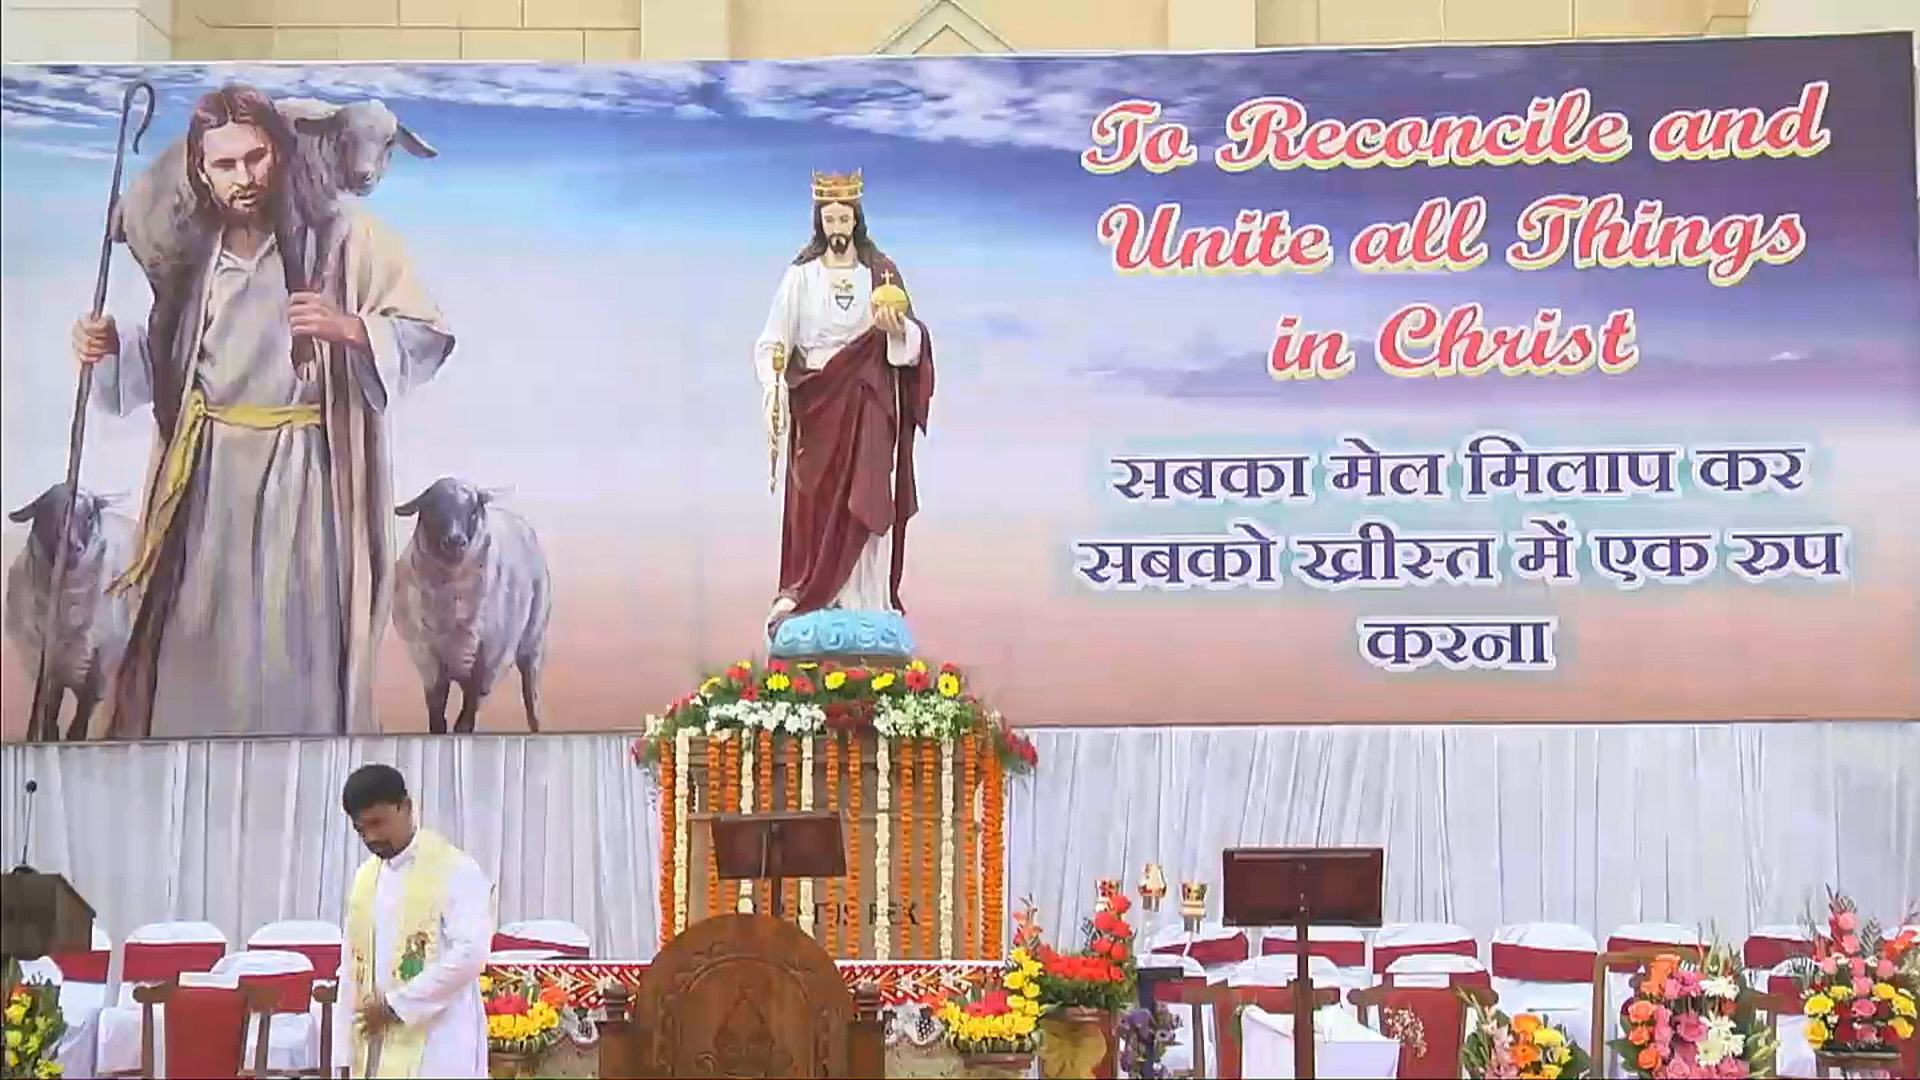 To Reconcile and
Unite all Things
in Christ
सबका मेल मिलाप कर
सबको ख्रीस्त में एक रुप
करना